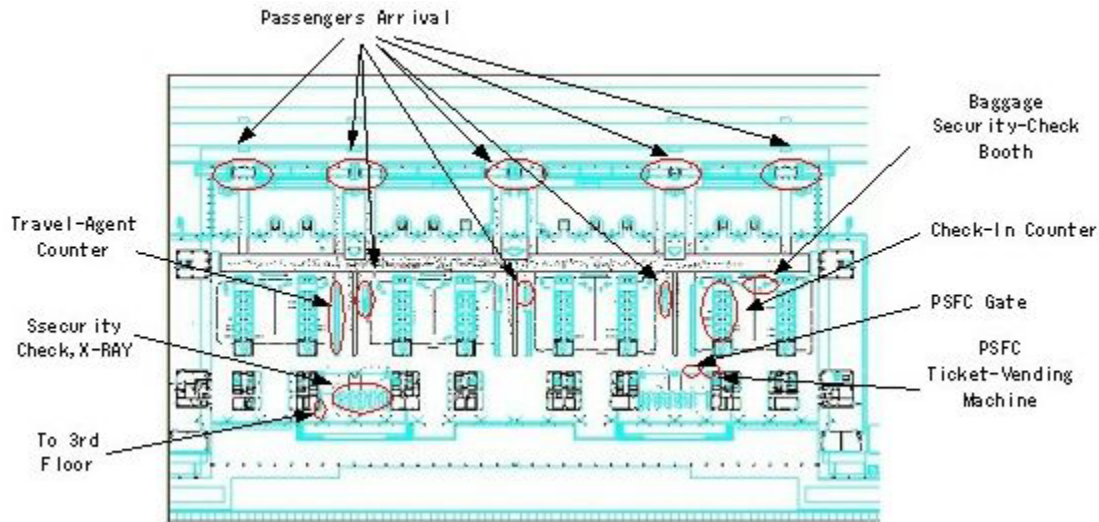 Passengers Arrival
Baggage
Security-Check
Booth
Travel-Agent
Counter
Check-In Counter
PSFC Gate
Ssecurity
Check,X-RAY
PSFC
Ticket-Vending
Machine
To 3rd
Floor